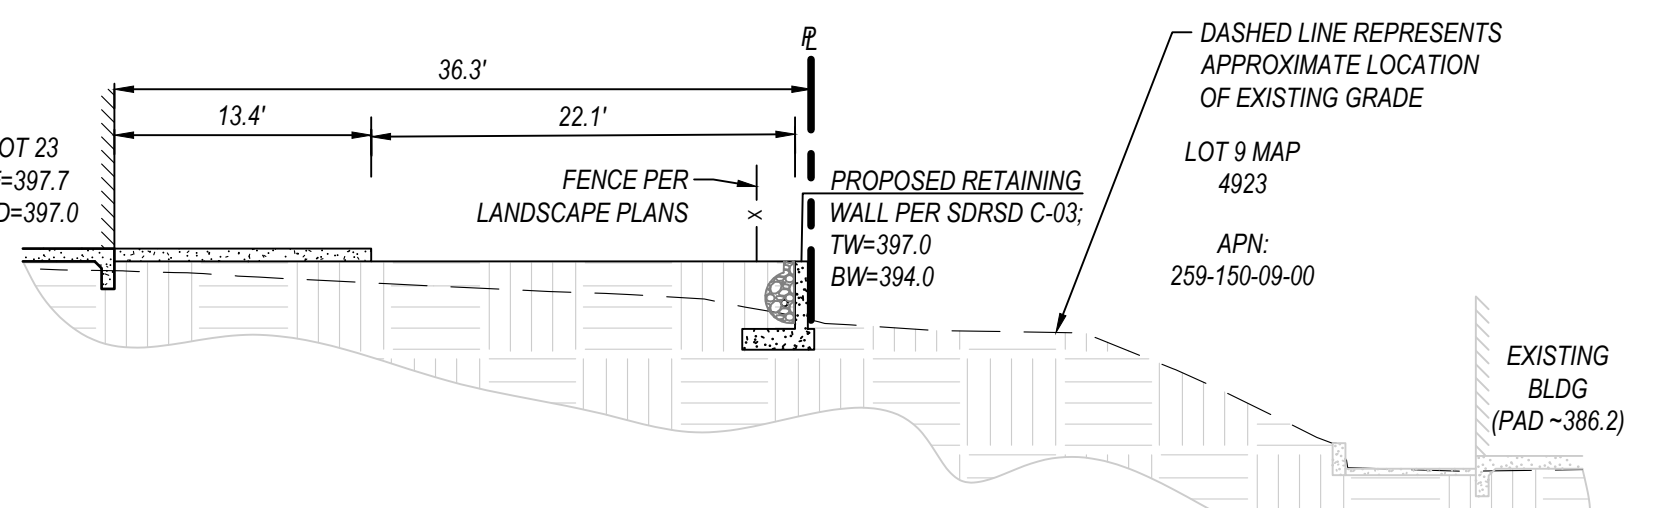 PL
36.3'
13.4'
22.1'
OT 23
=397.7
D=397.0
FENCE PER
LANDSCAPE PLANS
X
PROPOSED RETAINING
WALL PER SDRSD C-03;
TW=397.0
BW=394.0
DASHED LINE REPRESENTS
APPROXIMATE LOCATION
OF EXISTING GRADE
LOT 9 MAP
4923
APN:
259-150-09-00
EXISTING
BLDG
(PAD ~386.2)